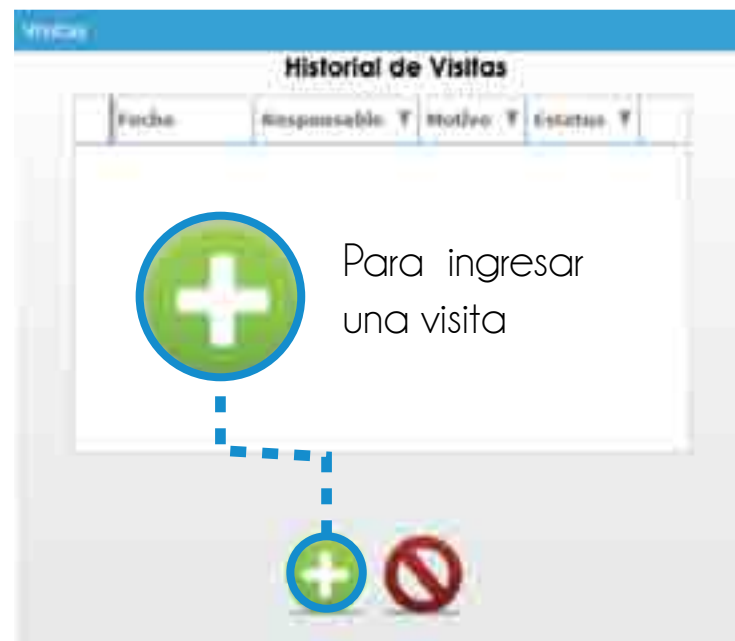 Visitas
Historial de Visitas
Fecha Responsable Motivo Estatus
Para ingresar
una visita